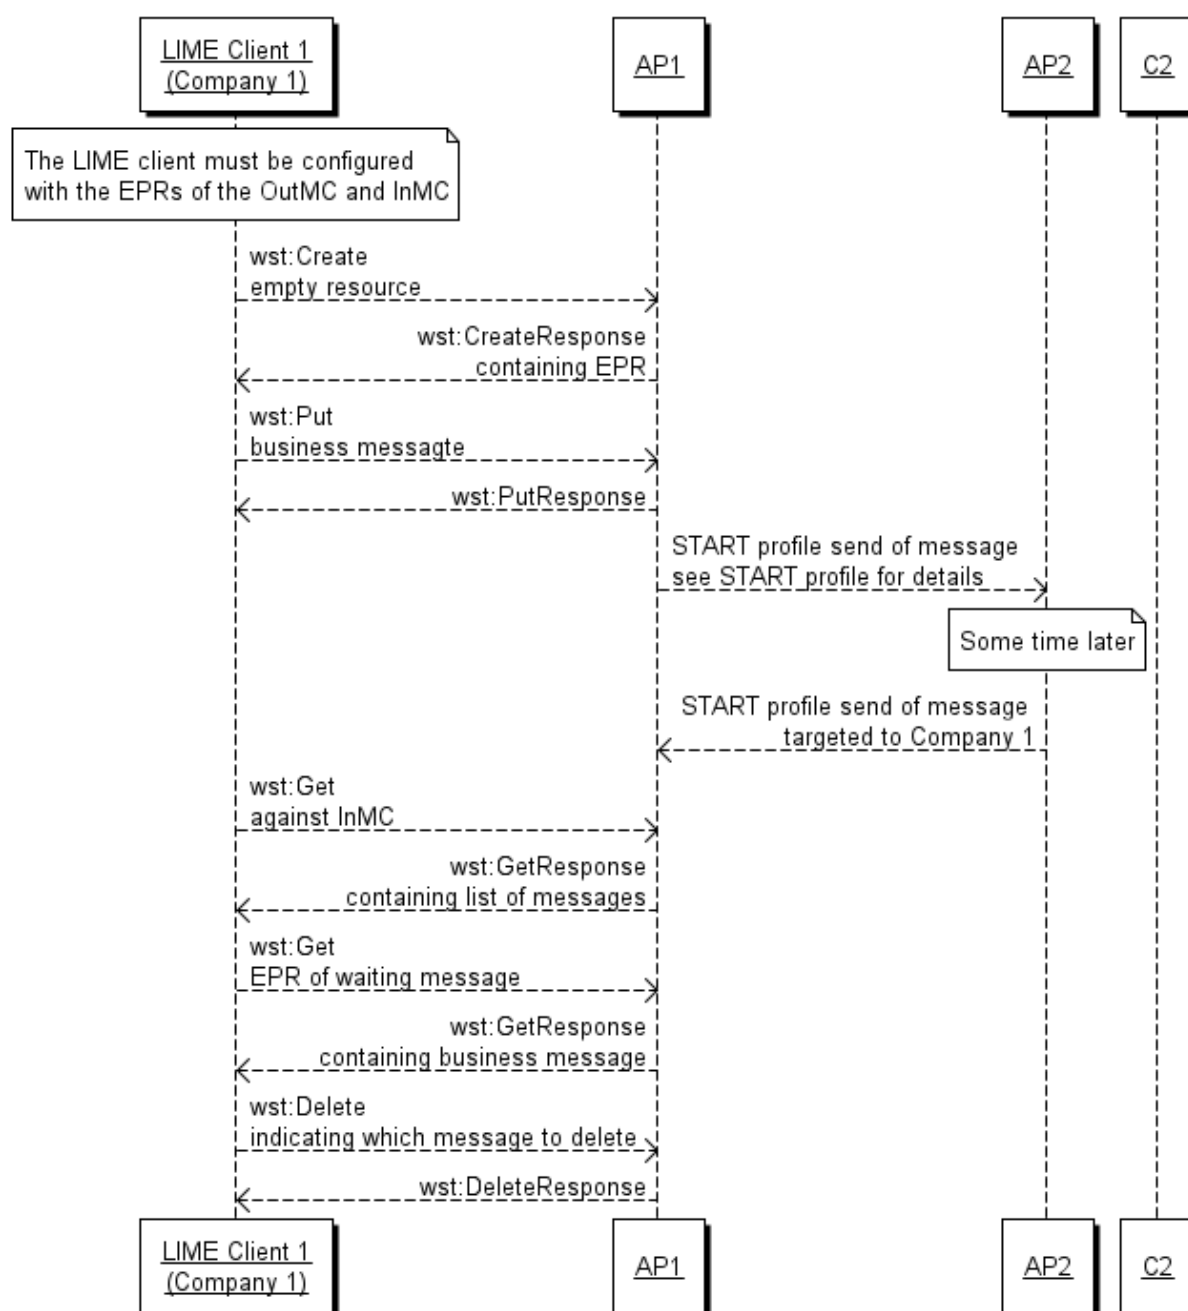 LIME Client 1
(Company 1)
AP1
AP2
C2
The LIME client must be configured
with the EPRs of the OutMC and InMC
wst:Create
empty resource
wst:CreateResponse
containing EPR
wst:Put
business messagte
wst:PutResponse
START profile send of message
see START profile for details
Some time later
START profile send of message
targeted to Company 1
wst:Get
against InMC
wst:GetResponse
containing list of messages
wst:Get
EPR of waiting message
wst:GetResponse
containing business message
wst:Delete
indicating which message to delete
wst:DeleteResponse
LIME Client 1
(Company 1)
AP1
AP2
C2